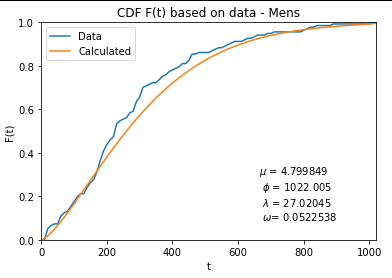 CDF F(t) based on data - Mens
Data
Calculated
F(t)
1.0
0.8
0.6
0.4
0.2
0.0
μ = 4.799849
ϕ = 1022.005
λ = 27.02045
ω= 0.0522538
0 200 400 600 800 1000
t